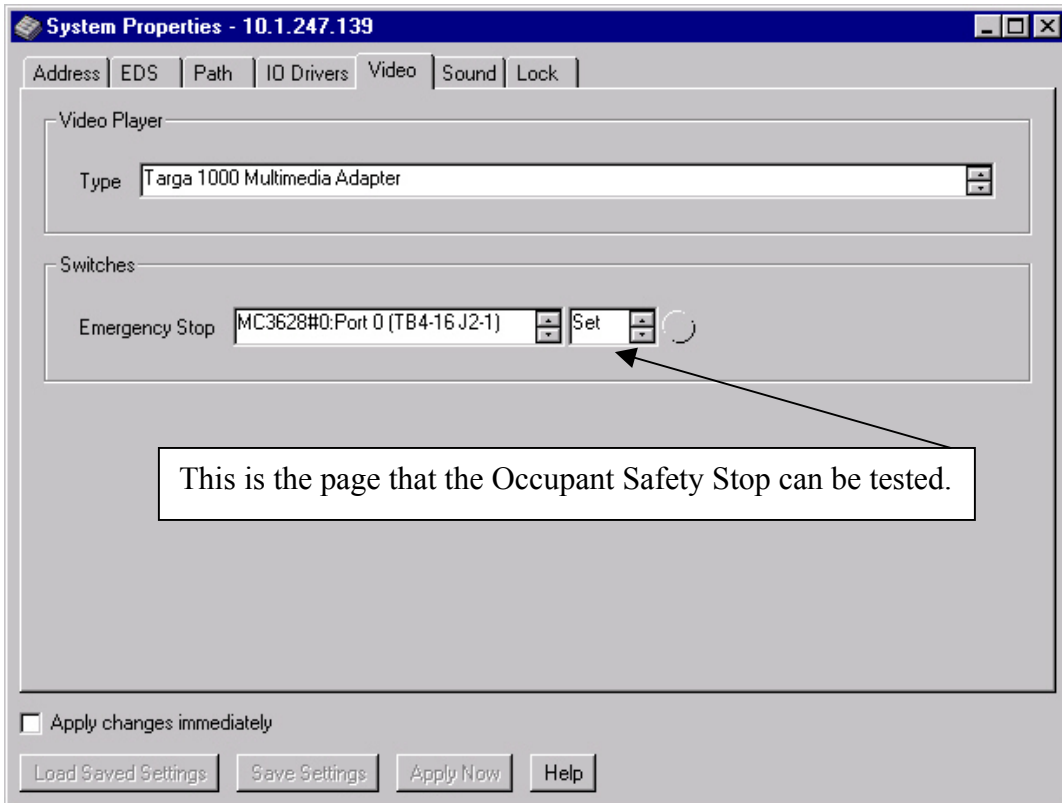 System Properties - 10.1.247.139
Address EDS Path IO Drivers Video Sound Lock
Video Player
Type Targa 1000 Multimedia Adapter
Switches
Emergency Stop MC3628#0:Port 0 (TB4-16 J2-1) Set
This is the page that the Occupant Safety Stop can be tested.
Apply changes immediately
Load Saved Settings Save Settings Apply Now Help